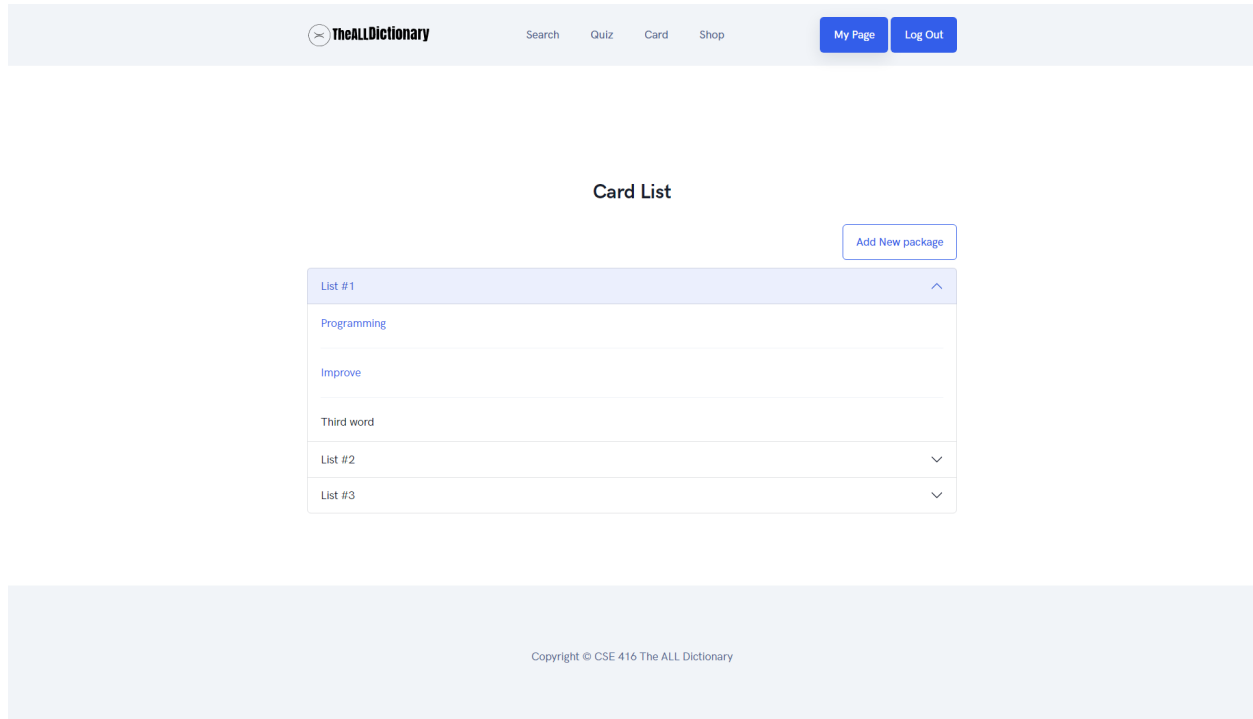 TheALLDictionary Search Quiz Card Shop My Page Log Out
Card List
Add New package
List #1
Programming
Improve
Third word
List #2
List #3
Copyright © CSE 416 The ALL Dictionary